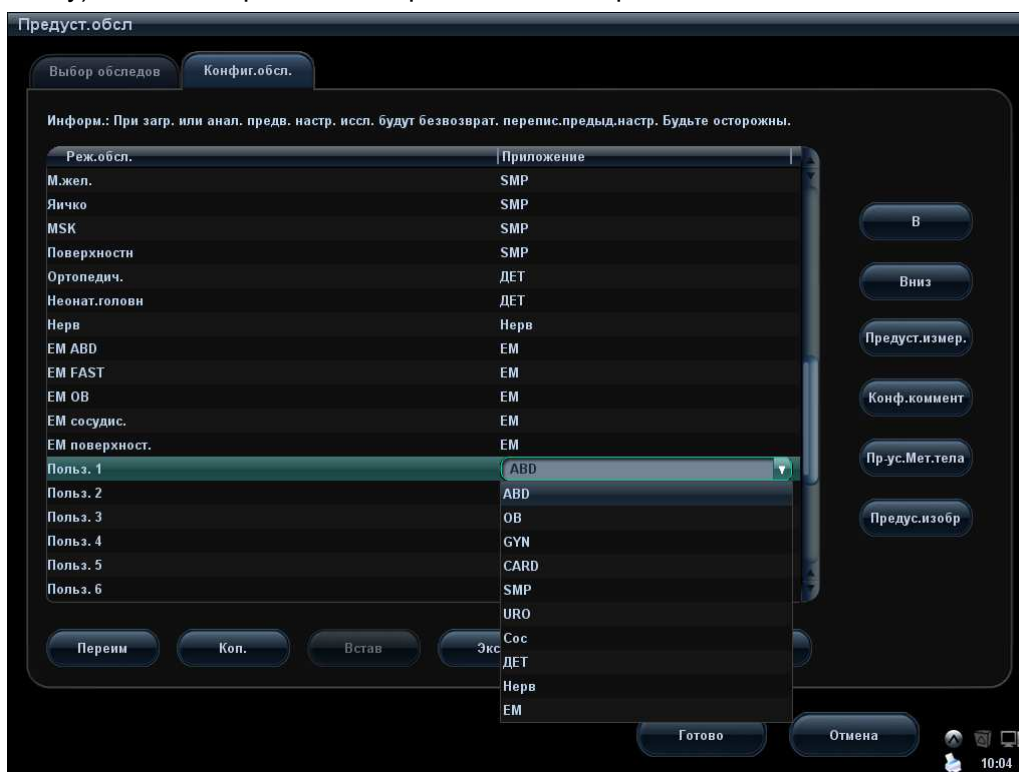 Предуст.обсл
Выбор обследов Конфиг.обсл.
Информ.: При загр. или анал. предв. настр. иссл. будут безвозврат. перепис.предыд.настр. Будьте осторожны.
Реж.обсл. Приложение
М.жел. SMP
Яичко SMP
MSK SMP
Поверхностн SMP
Ортопедич. ДЕТ
Неонат.головн ДЕТ
Нерв Нерв
EM ABD EM
EM FAST EM
EM OB EM
EM сосудис. EM
EM поверхност. EM
Польз. 1 ABD
Польз. 2 ABD
Польз. 3 OB
Польз. 4 GYN
Польз. 5 CARD
Польз. 6 SMP
URO
Сос
ДЕТ
Нерв
EM
В
Вниз
Предуст.измер.
Конф.коммент
Пр-ус.Мет.тела
Предус.изобр
Переим Коп. Встав Экс
Готово Отмена
10:04